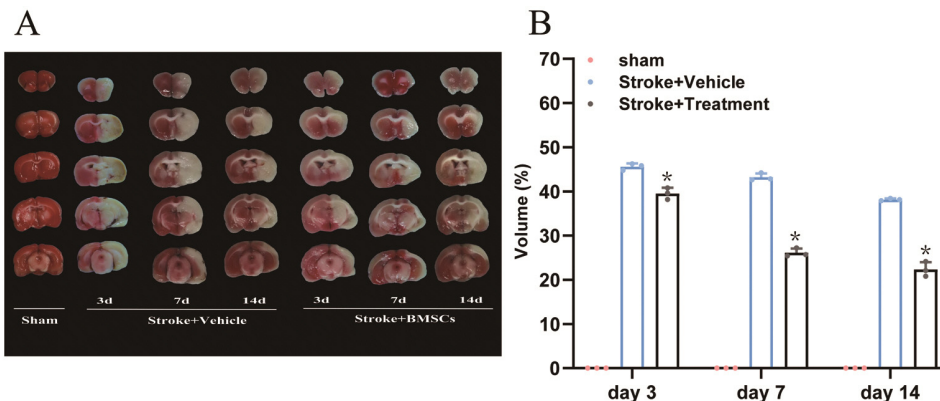 A
3d 7d 14d 3d 7d 14d
Sham Stroke+Vehicle Stroke+BMSCs
B
sham
Stroke+Vehicle
Stroke+Treatment
Volume (%)
70
60
50
40
30
20
10
0
*
*
*
day 3 day 7 day 14